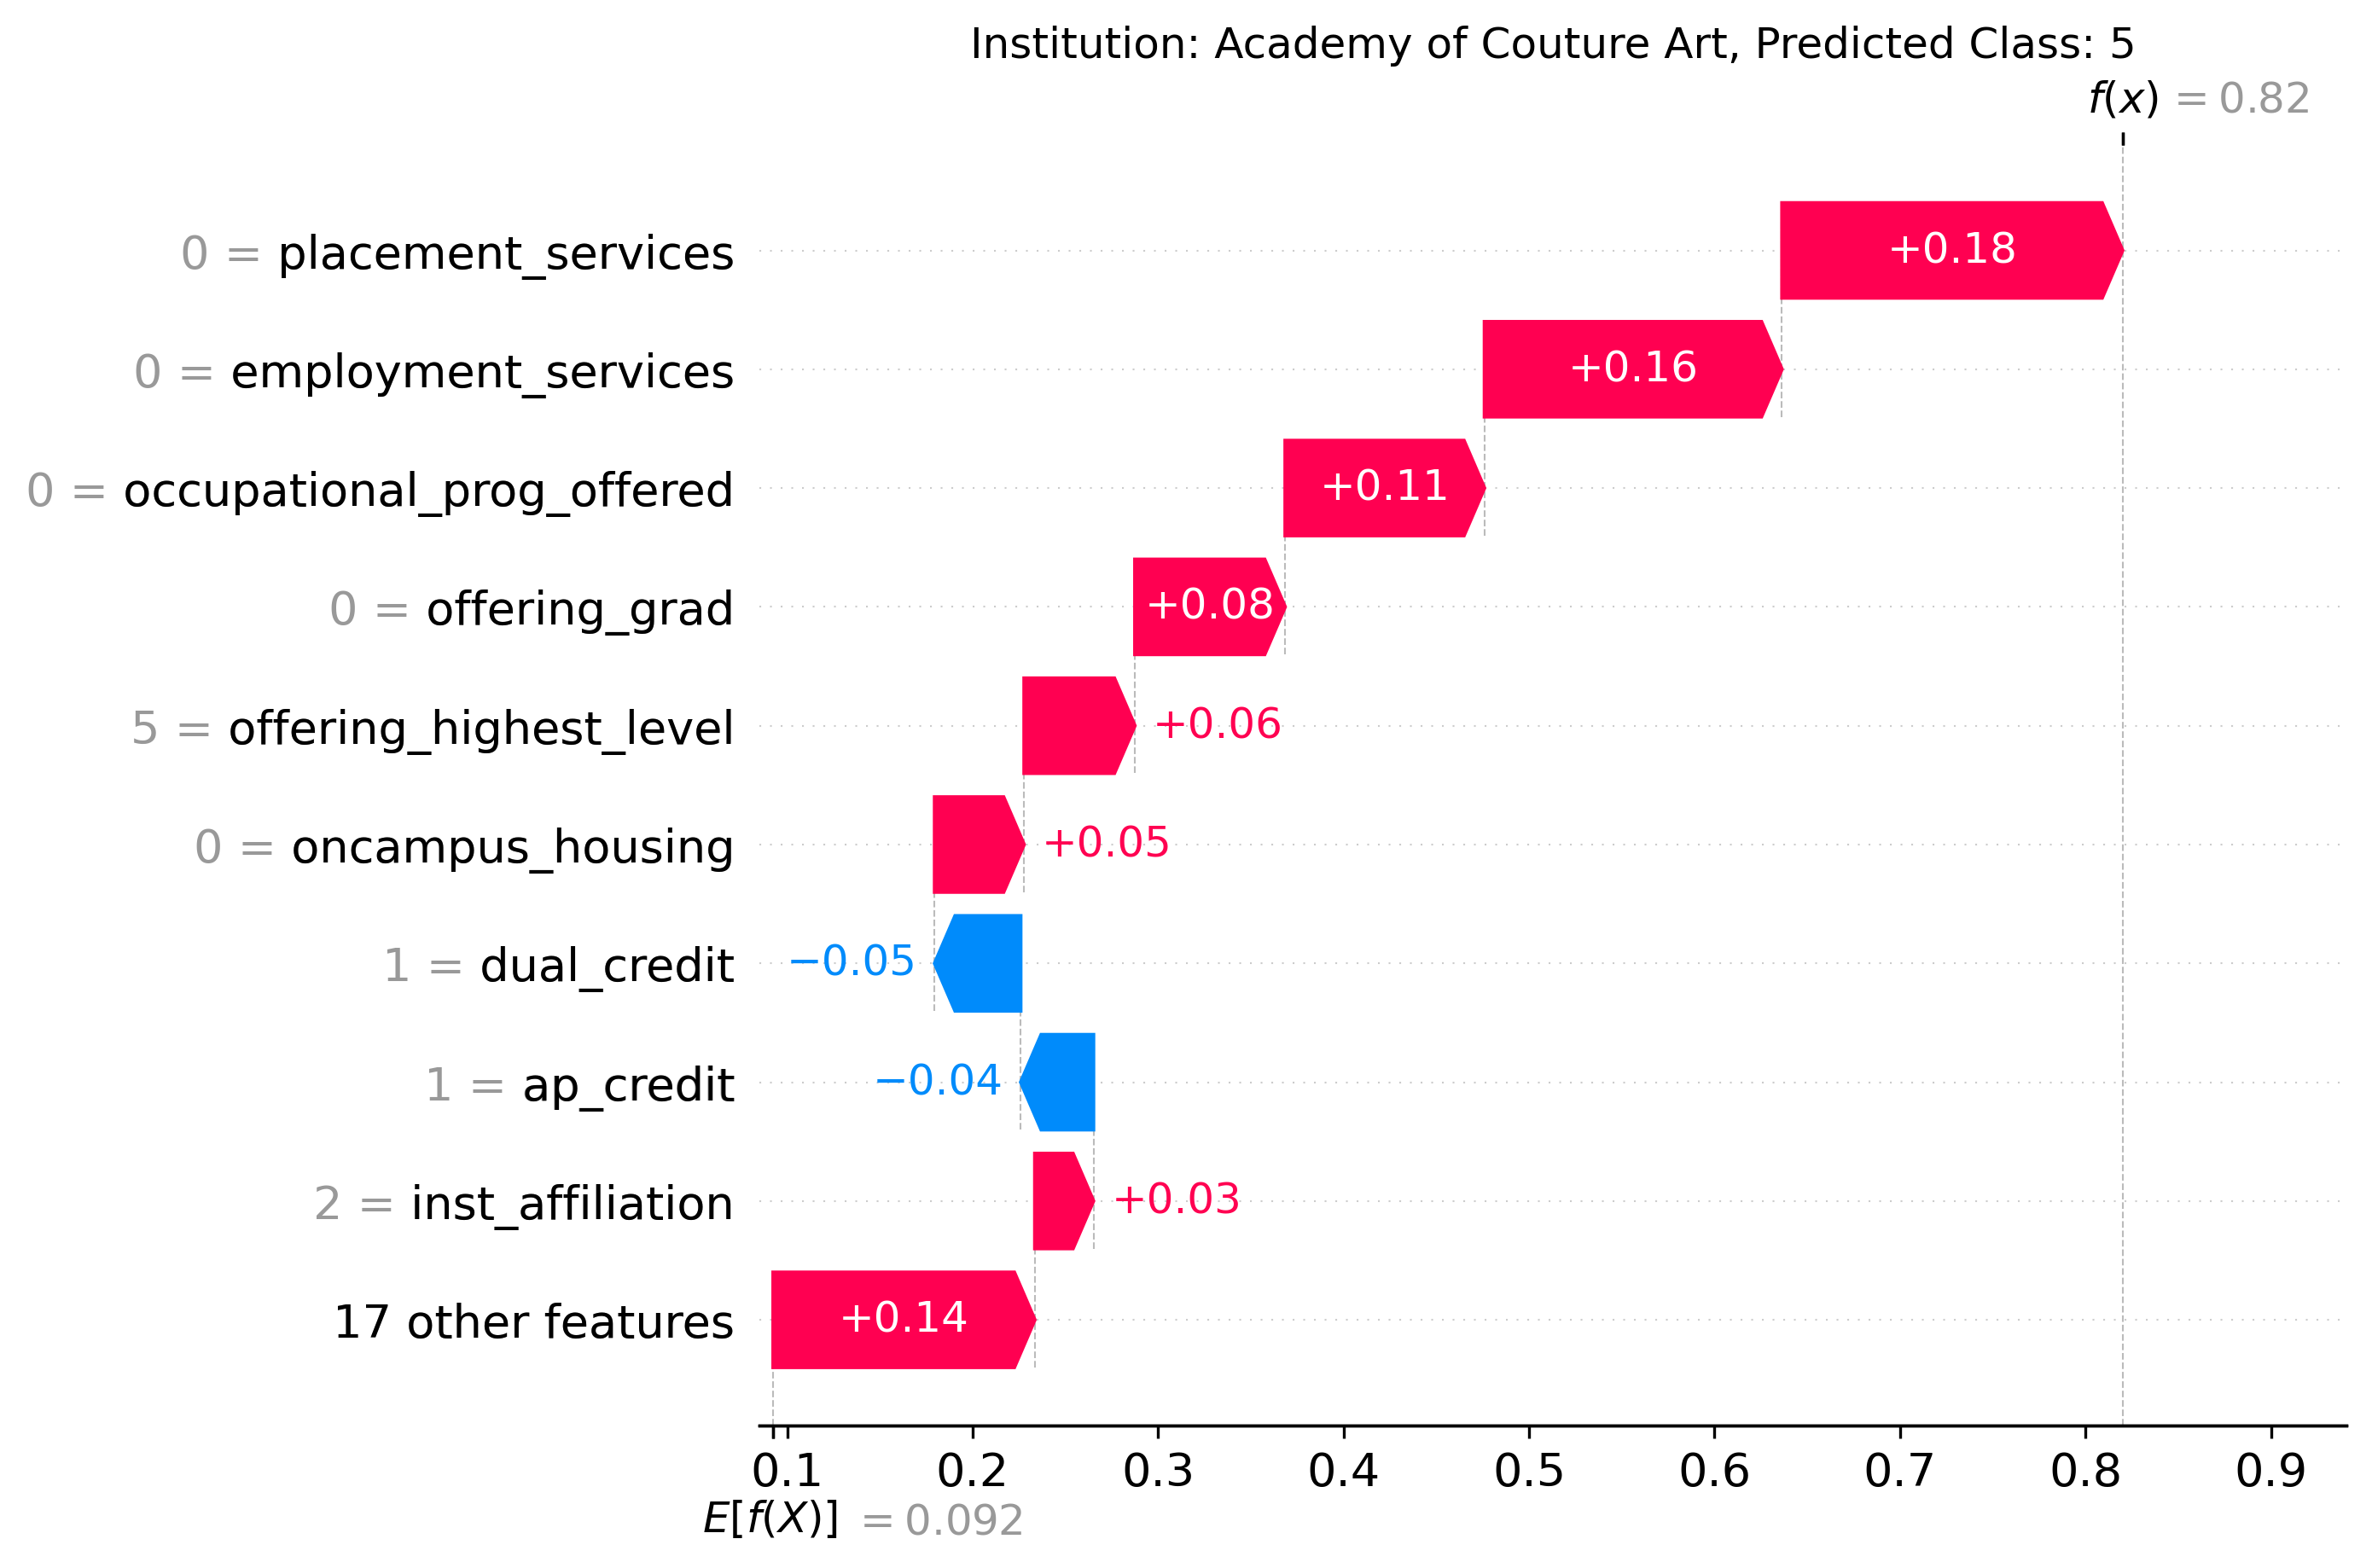 Institution: Academy of Couture Art, Predicted Class: 5
f(x) = 0.82
0 = placement_services +0.18
0 = employment_services +0.16
0 = occupational_prog_offered +0.11
0 = offering_grad +0.08
5 = offering_highest_level +0.06
0 = oncampus_housing +0.05
1 = dual_credit −0.05
1 = ap_credit −0.04
2 = inst_affiliation +0.03
17 other features +0.14
0.1 0.2 0.3 0.4 0.5 0.6 0.7 0.8 0.9
E[f(X)] = 0.092